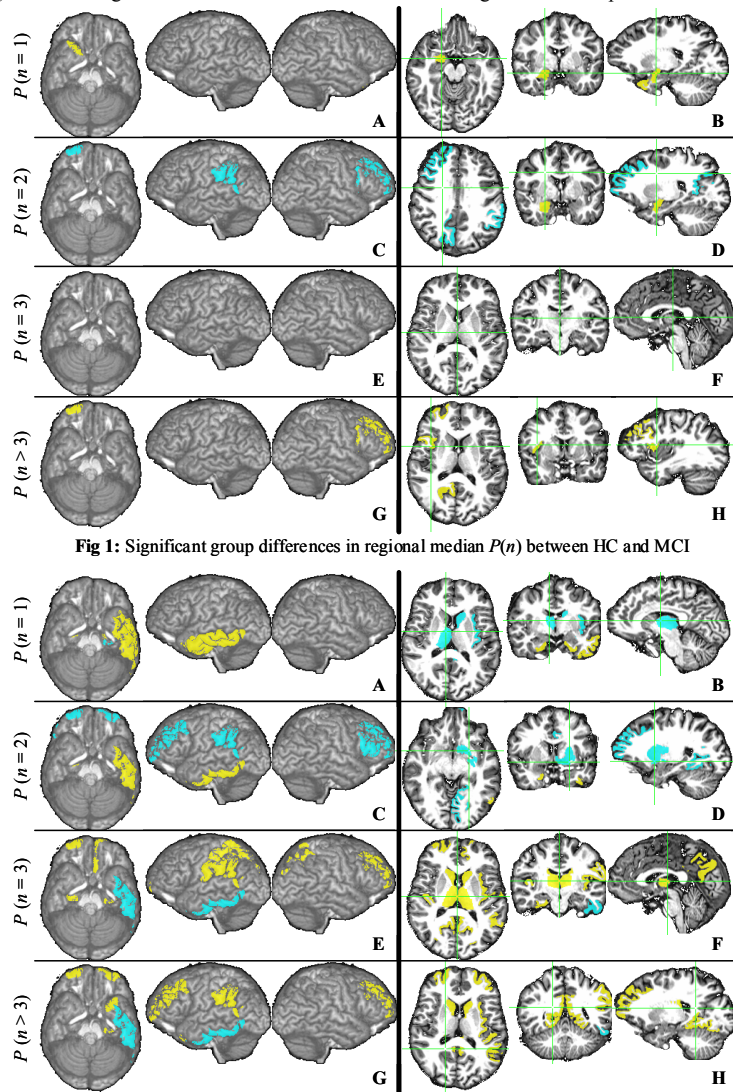 P (n = 1)
A
B
P (n = 2)
C
D
P (n = 3)
E
F
P (n > 3)
G
H
Fig 1: Significant group differences in regional median P(n) between HC and MCI
P (n = 1)
A
B
P (n = 2)
C
D
P (n = 3)
E
F
P (n > 3)
G
H